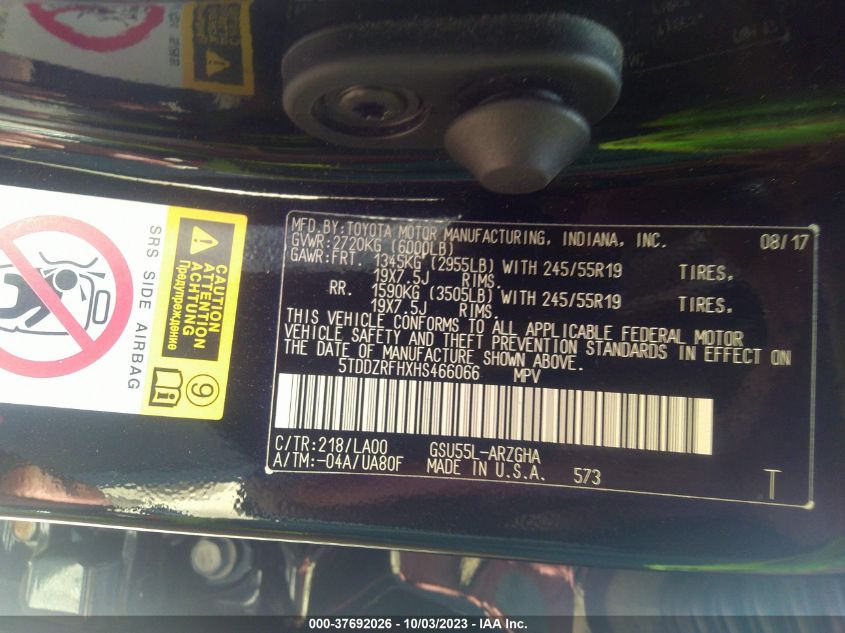 SRS SIDE AIRBAG
CAUTION
ATTENTION
ACHTUNG
Предупреждение
9
MFD.BY:TOYOTA MOTOR MANUFACTURING, INDIANA, INC. 08/17
GVWR:2720KG (6000LB)
GAWR:FRT. 1345KG (2955LB) WITH 245/55R19 TIRES,
19X7.5J RIMS.
RR. 1590KG (3505LB) WITH 245/55R19 TIRES,
19X7.5J RIMS.
THIS VEHICLE CONFORMS TO ALL APPLICABLE FEDERAL MOTOR
VEHICLE SAFETY AND THEFT PREVENTION STANDARDS IN EFFECT ON
THE DATE OF MANUFACTURE SHOWN ABOVE.
5TDDZRFHXHS466066 MPV
C/TR:218/LA00 GSU55L-ARZGHA
A/TM:-04A/UA80F MADE IN U.S.A. 573 T
000-37692026 - 10/03/2023 - IAA Inc.